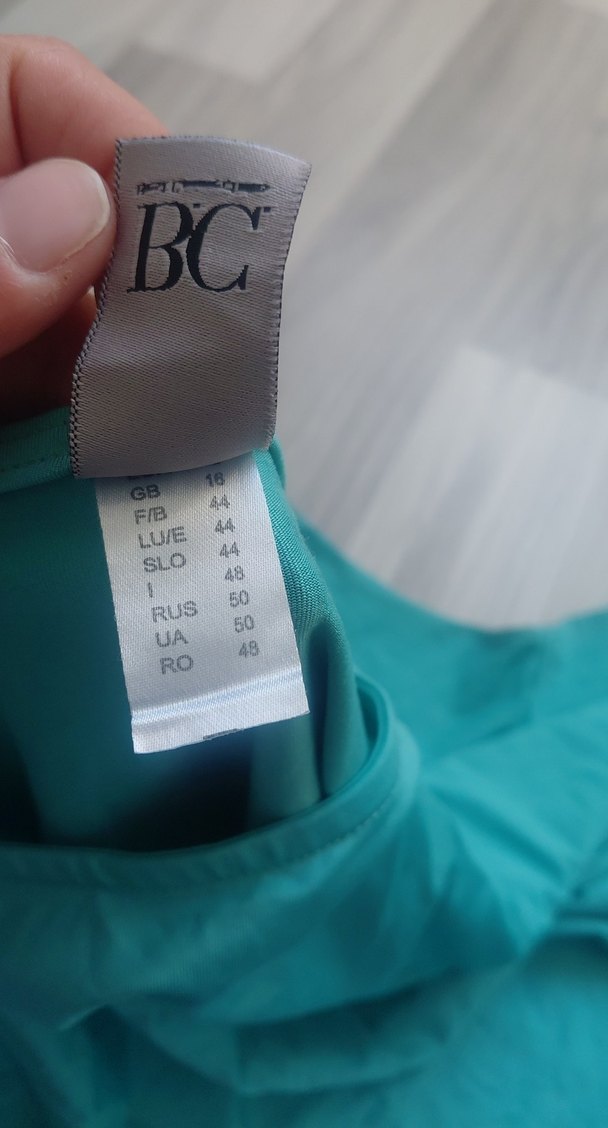 BC
GB 16
F/B 44
LU/E 44
SLO 44
I 48
RUS 50
UA 50
RO 48